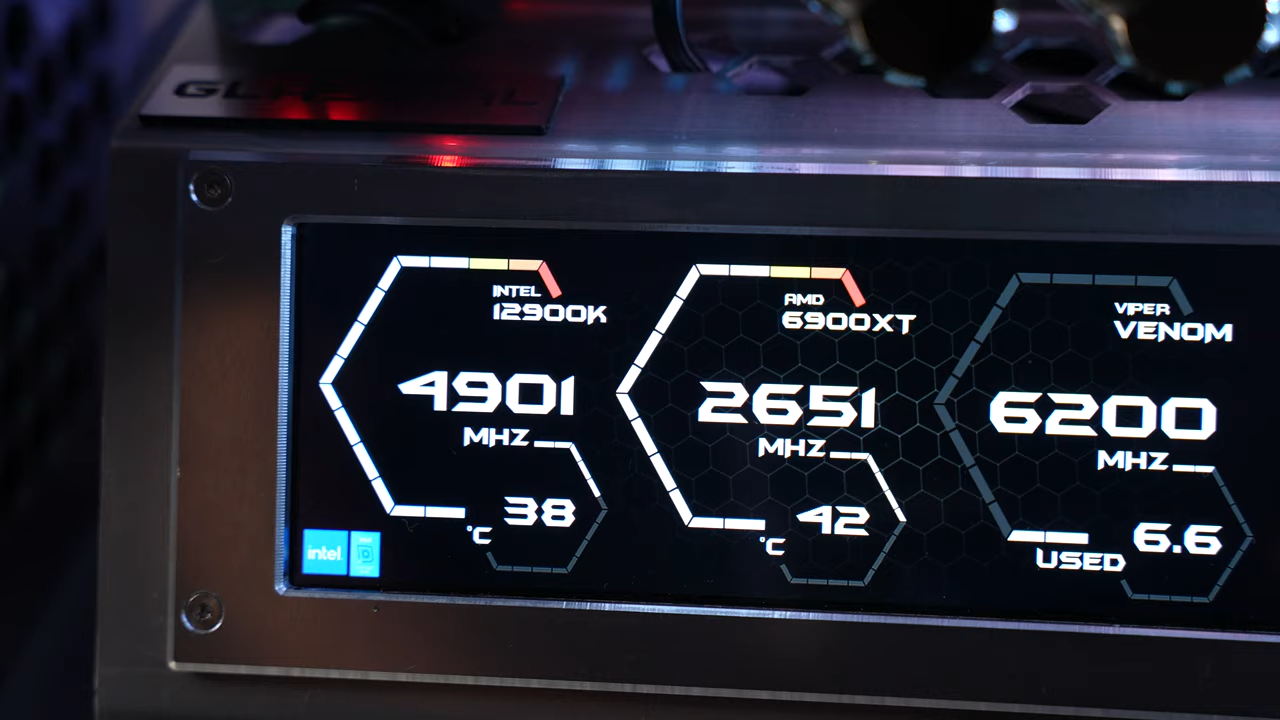 INTEL
12900K
4901
MHZ
38
°C
intel
AMD
6900XT
2651
MHZ
42
°C
VIPER
VENOM
6200
MHZ
6.6
USED